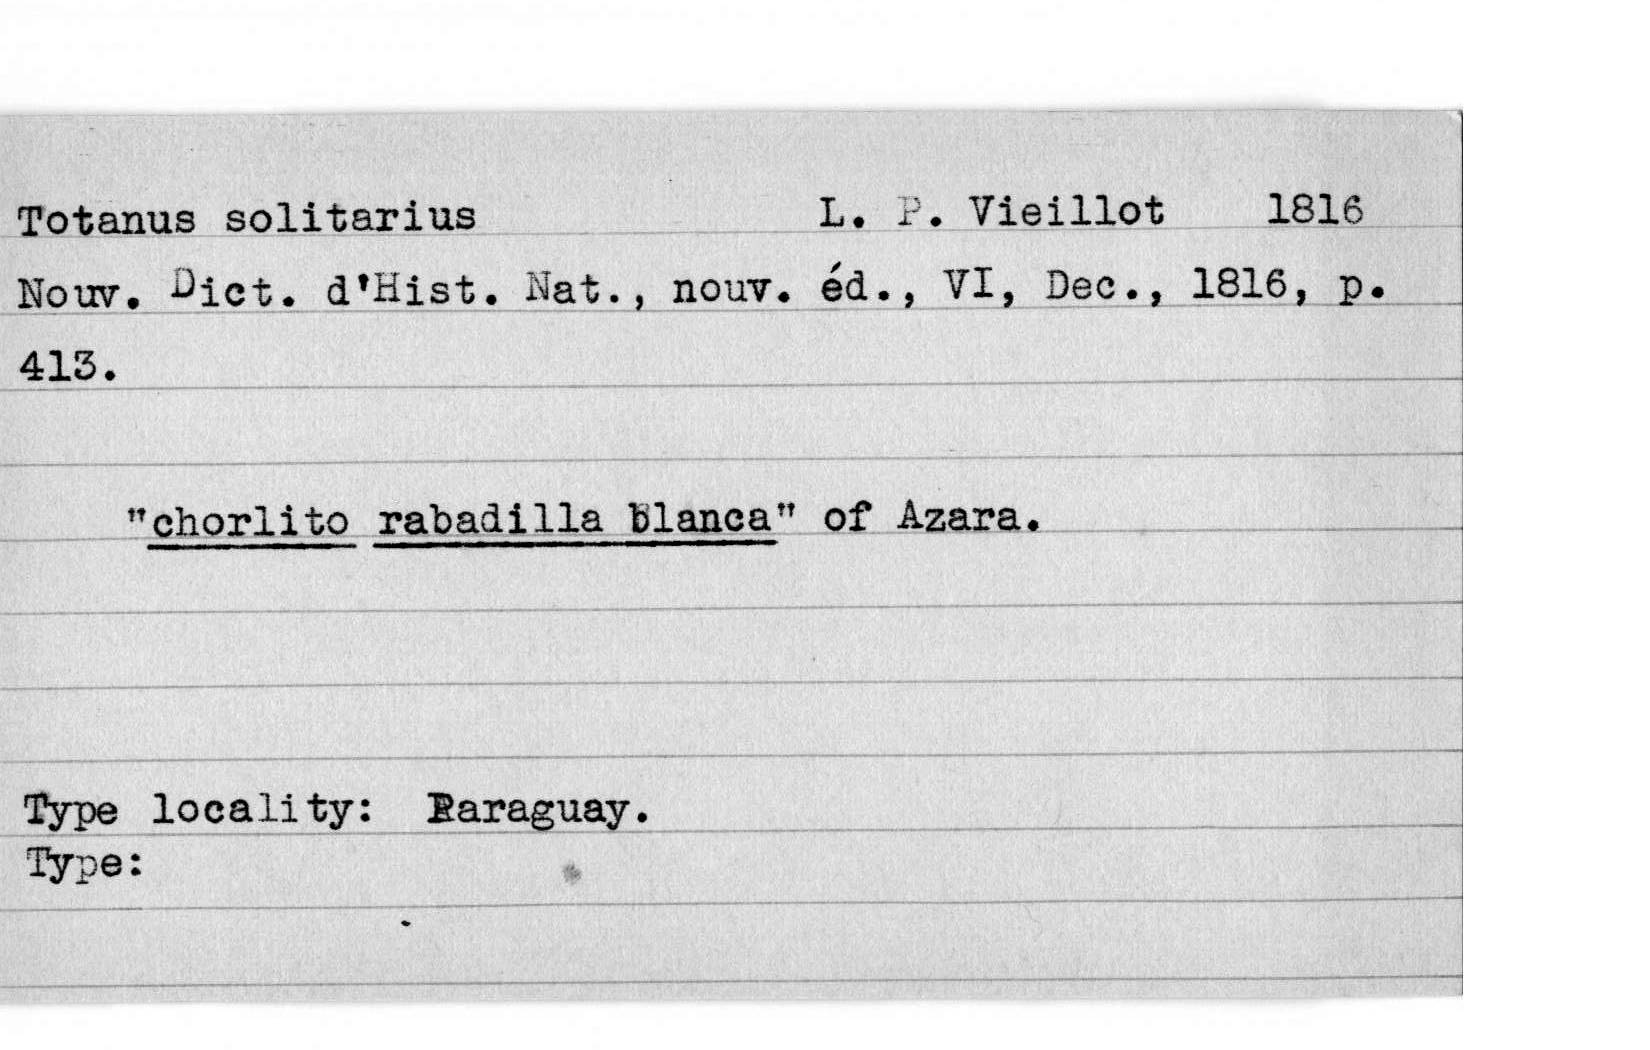 Totanus solitarius L. P. Vieillot 1816
Nouv. Dict. d'Hist. Nat., nouv. éd., VI, Dec., 1816, p.
413.
"chorlito rabadilla blanca" of Azara.
Type locality: Paraguay.
Type: